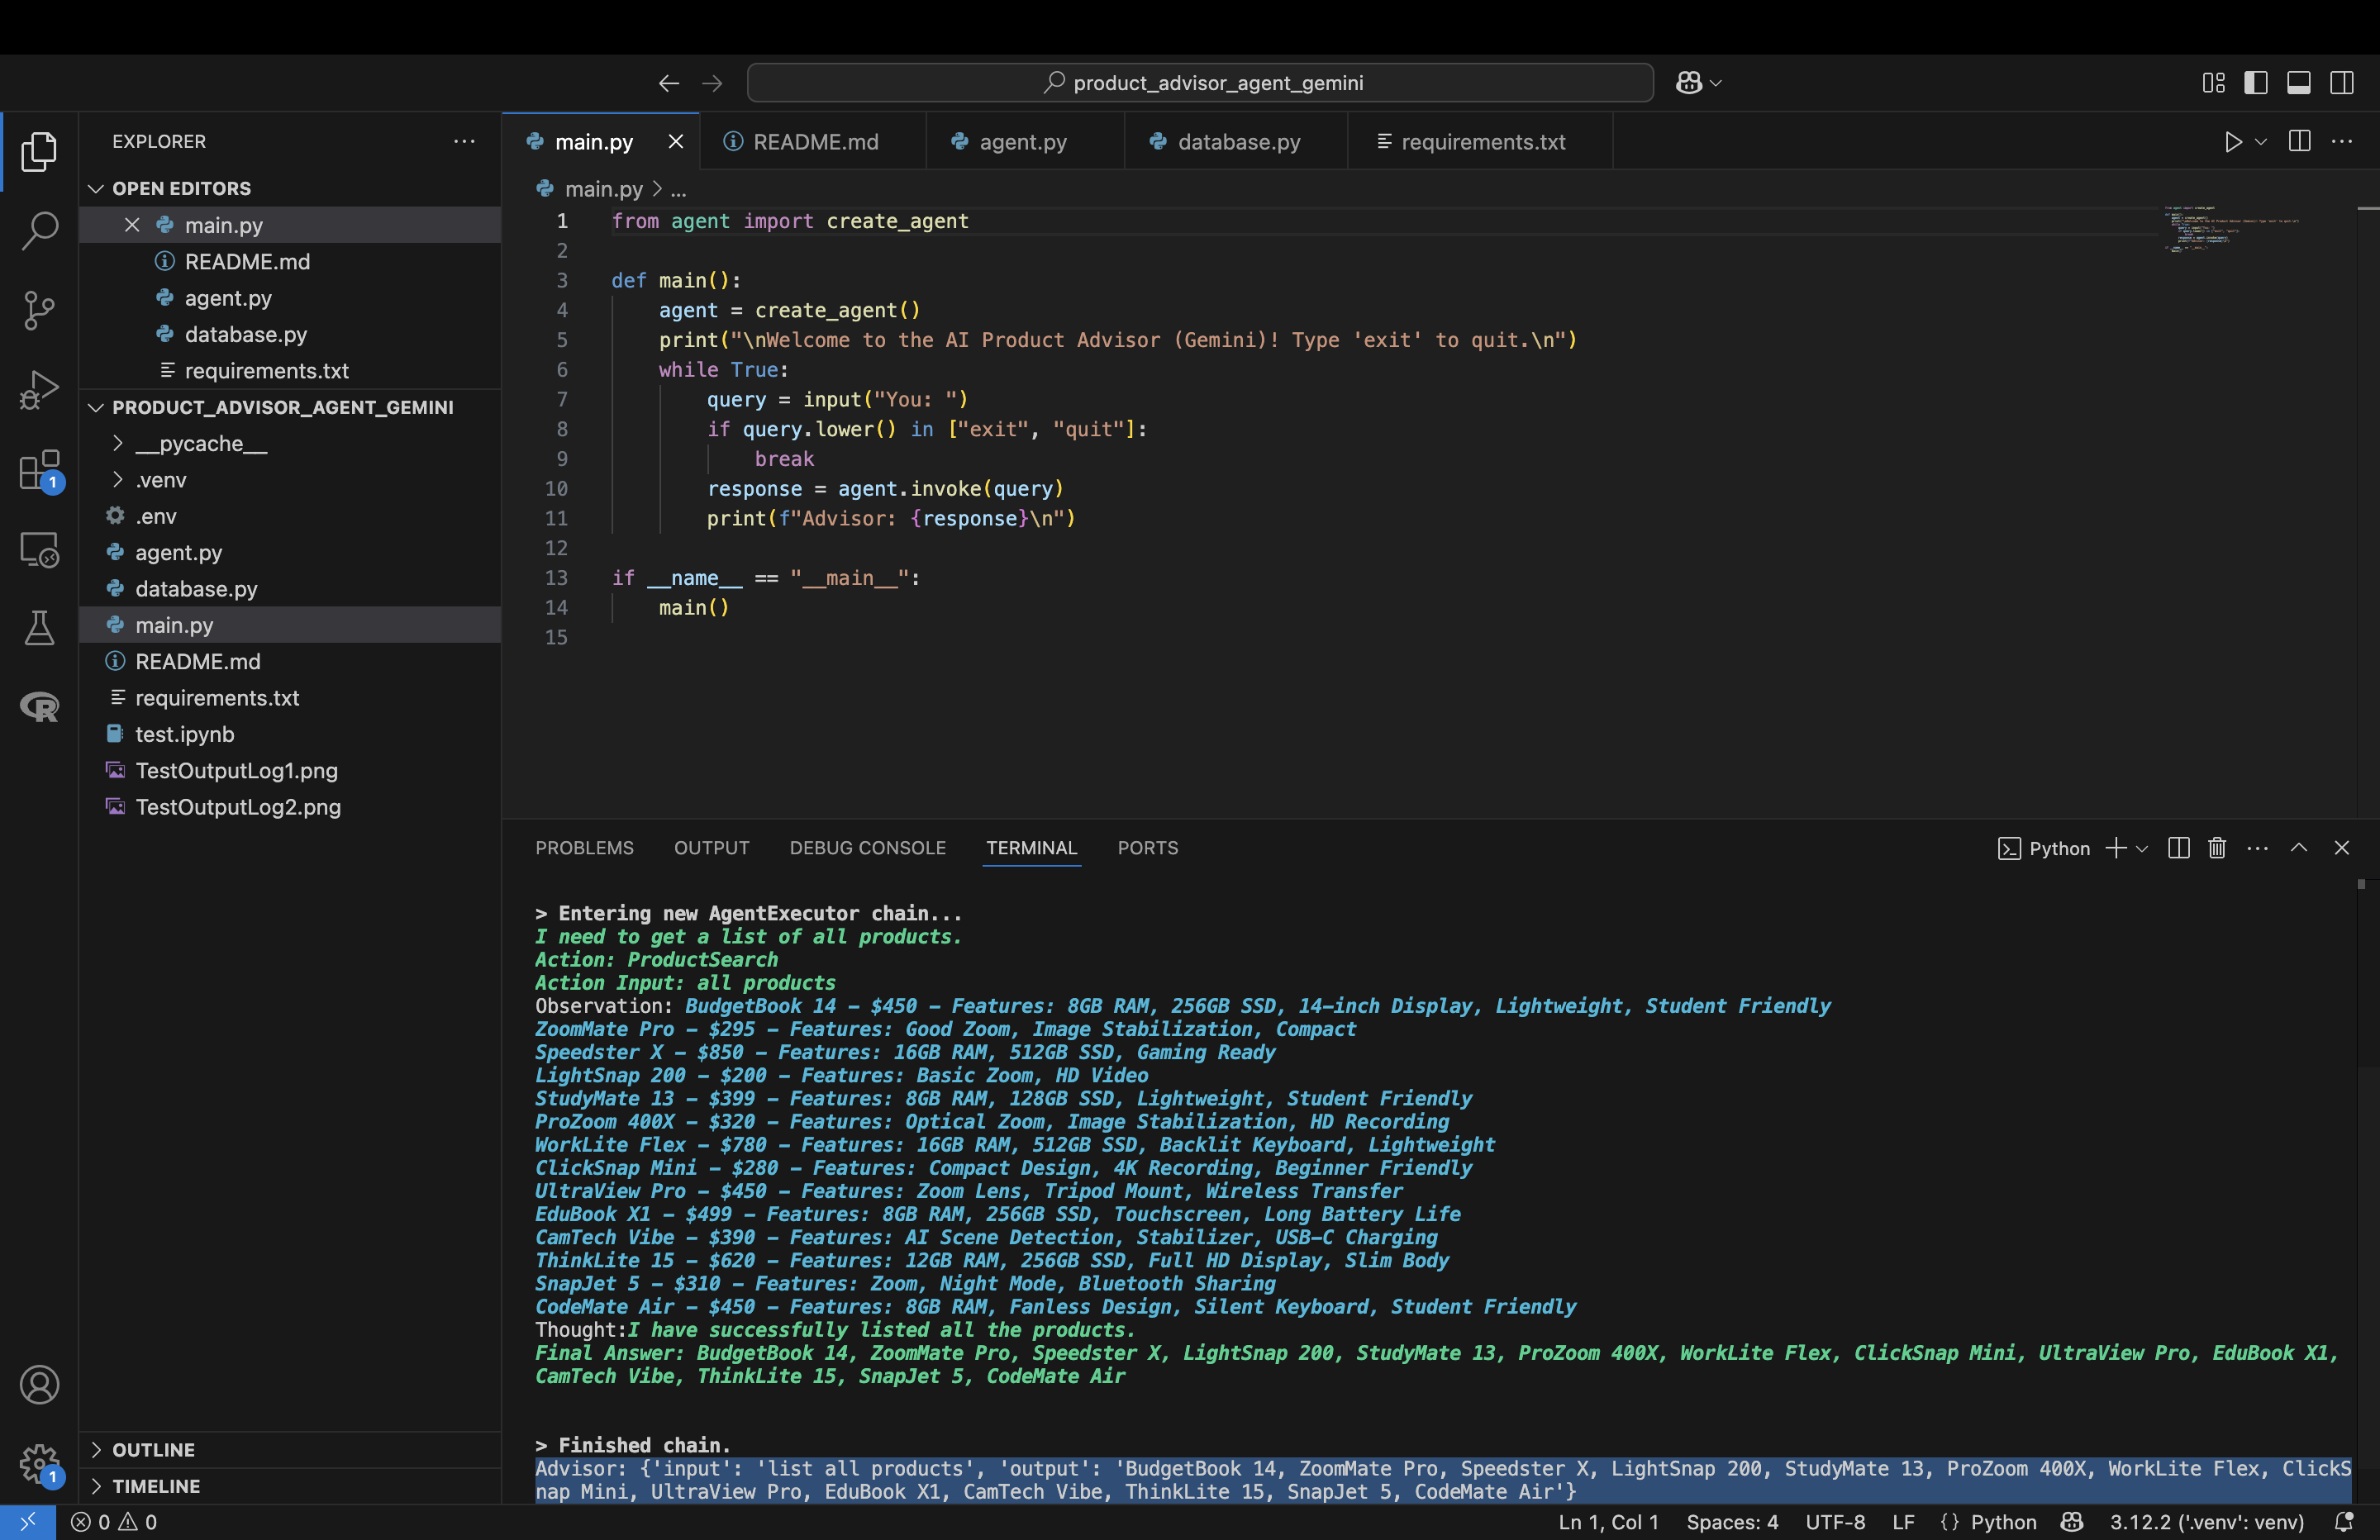 product_advisor_agent_gemini
EXPLORER
OPEN EDITORS
main.py
README.md
agent.py
database.py
requirements.txt
PRODUCT_ADVISOR_AGENT_GEMINI
__pycache__
.venv
.env
agent.py
database.py
main.py
README.md
requirements.txt
test.ipynb
TestOutputLog1.png
TestOutputLog2.png
OUTLINE
TIMELINE
1
1
main.py
README.md
agent.py
database.py
requirements.txt
main.py > ...
1 from agent import create_agent
2
3 def main():
4 agent = create_agent()
5 print("\nWelcome to the AI Product Advisor (Gemini)! Type 'exit' to quit.\n")
6 while True:
7 query = input("You: ")
8 if query.lower() in ["exit", "quit"]:
9 break
10 response = agent.invoke(query)
11 print(f"Advisor: {response}\n")
12
13 if __name__ == "__main__":
14 main()
15
PROBLEMS OUTPUT DEBUG CONSOLE TERMINAL PORTS
Python
> Entering new AgentExecutor chain...
I need to get a list of all products.
Action: ProductSearch
Action Input: all products
Observation: BudgetBook 14 – $450 – Features: 8GB RAM, 256GB SSD, 14-inch Display, Lightweight, Student Friendly
ZoomMate Pro – $295 – Features: Good Zoom, Image Stabilization, Compact
Speedster X – $850 – Features: 16GB RAM, 512GB SSD, Gaming Ready
LightSnap 200 – $200 – Features: Basic Zoom, HD Video
StudyMate 13 – $399 – Features: 8GB RAM, 128GB SSD, Lightweight, Student Friendly
ProZoom 400X – $320 – Features: Optical Zoom, Image Stabilization, HD Recording
WorkLite Flex – $780 – Features: 16GB RAM, 512GB SSD, Backlit Keyboard, Lightweight
ClickSnap Mini – $280 – Features: Compact Design, 4K Recording, Beginner Friendly
UltraView Pro – $450 – Features: Zoom Lens, Tripod Mount, Wireless Transfer
EduBook X1 – $499 – Features: 8GB RAM, 256GB SSD, Touchscreen, Long Battery Life
CamTech Vibe – $390 – Features: AI Scene Detection, Stabilizer, USB-C Charging
ThinkLite 15 – $620 – Features: 12GB RAM, 256GB SSD, Full HD Display, Slim Body
SnapJet 5 – $310 – Features: Zoom, Night Mode, Bluetooth Sharing
CodeMate Air – $450 – Features: 8GB RAM, Fanless Design, Silent Keyboard, Student Friendly
Thought:I have successfully listed all the products.
Final Answer: BudgetBook 14, ZoomMate Pro, Speedster X, LightSnap 200, StudyMate 13, ProZoom 400X, WorkLite Flex, ClickSnap Mini, UltraView Pro, EduBook X1,
CamTech Vibe, ThinkLite 15, SnapJet 5, CodeMate Air
> Finished chain.
Advisor: {'input': 'list all products', 'output': 'BudgetBook 14, ZoomMate Pro, Speedster X, LightSnap 200, StudyMate 13, ProZoom 400X, WorkLite Flex, ClickS
nap Mini, UltraView Pro, EduBook X1, CamTech Vibe, ThinkLite 15, SnapJet 5, CodeMate Air'}
0 0 Ln 1, Col 1 Spaces: 4 UTF-8 LF {} Python 3.12.2 ('.venv': venv)